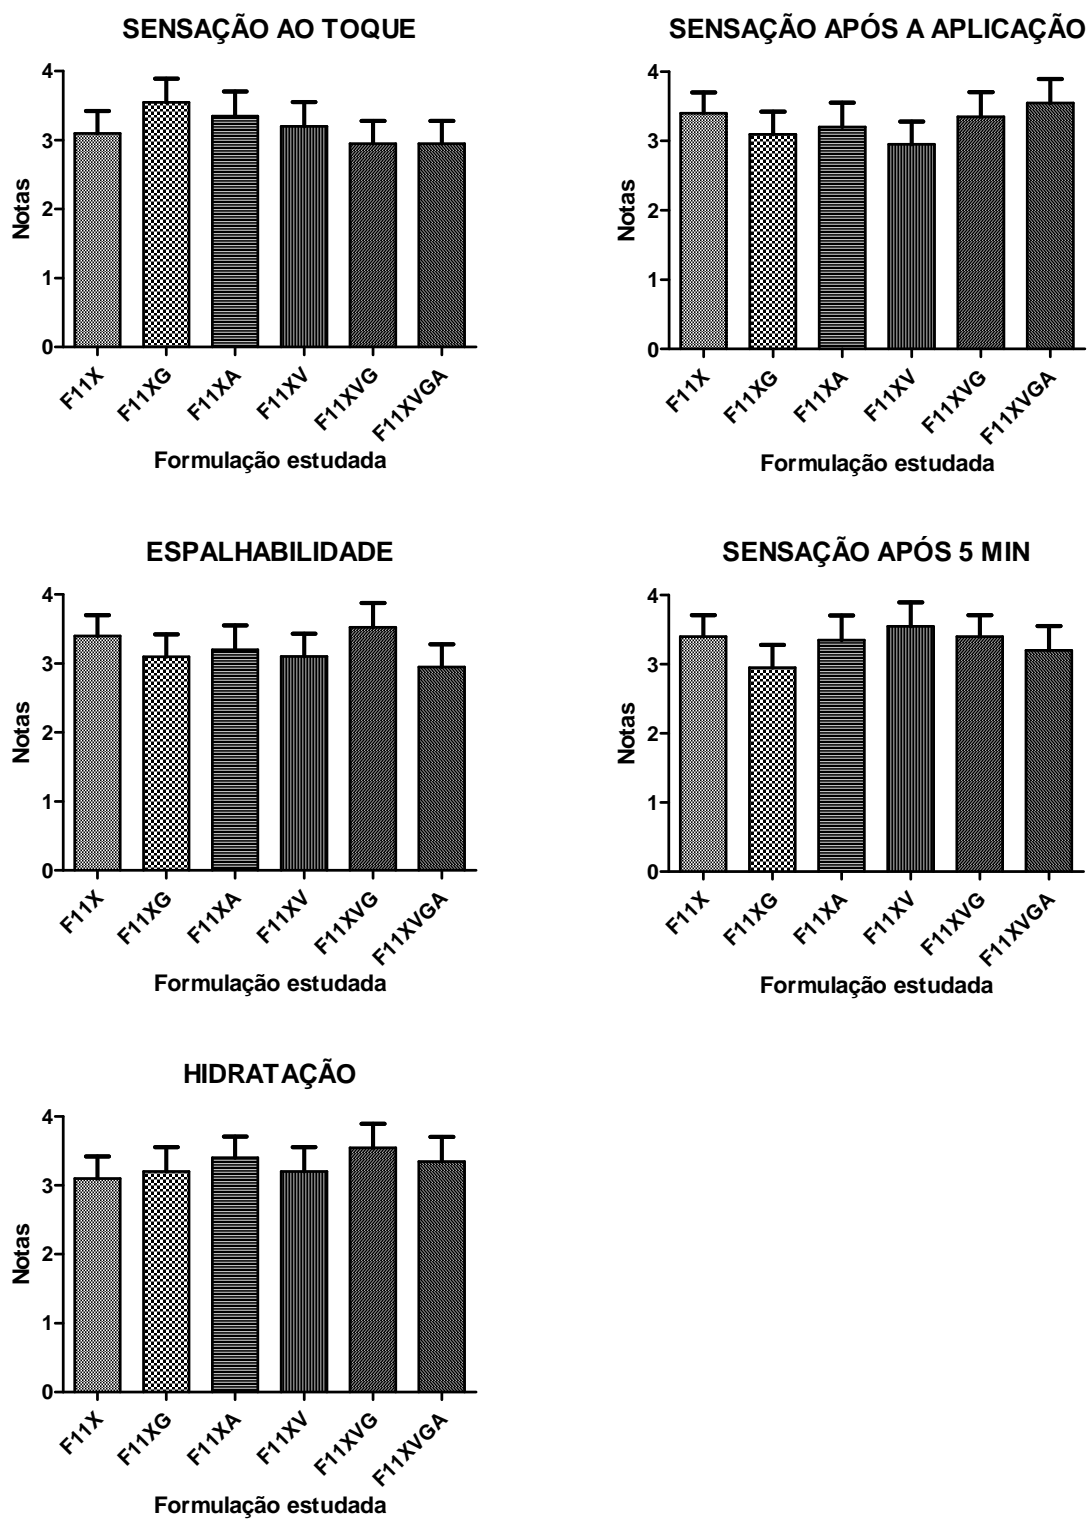 SENSAÇÃO AO TOQUE
4
3
2
1
0
Notas
F11X
F11XG
F11XA
F11XV
F11XVG
F11XVGA
Formulação estudada
SENSAÇÃO APÓS A APLICAÇÃO
4
3
2
1
0
Notas
F11X
F11XG
F11XA
F11XV
F11XVG
F11XVGA
Formulação estudada
ESPALHABILIDADE
4
3
2
1
0
Notas
F11X
F11XG
F11XA
F11XV
F11XVG
F11XVGA
Formulação estudada
SENSAÇÃO APÓS 5 MIN
4
3
2
1
0
Notas
F11X
F11XG
F11XA
F11XV
F11XVG
F11XVGA
Formulação estudada
HIDRATAÇÃO
4
3
2
1
0
Notas
F11X
F11XG
F11XA
F11XV
F11XVG
F11XVGA
Formulação estudada